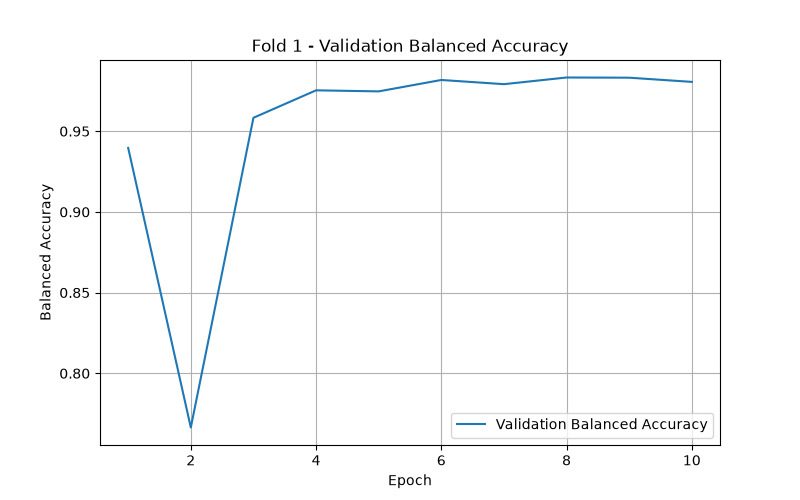 Fold 1 - Validation Balanced Accuracy
Balanced Accuracy
0.95
0.90
0.85
0.80
Validation Balanced Accuracy
2 4 6 8 10
Epoch